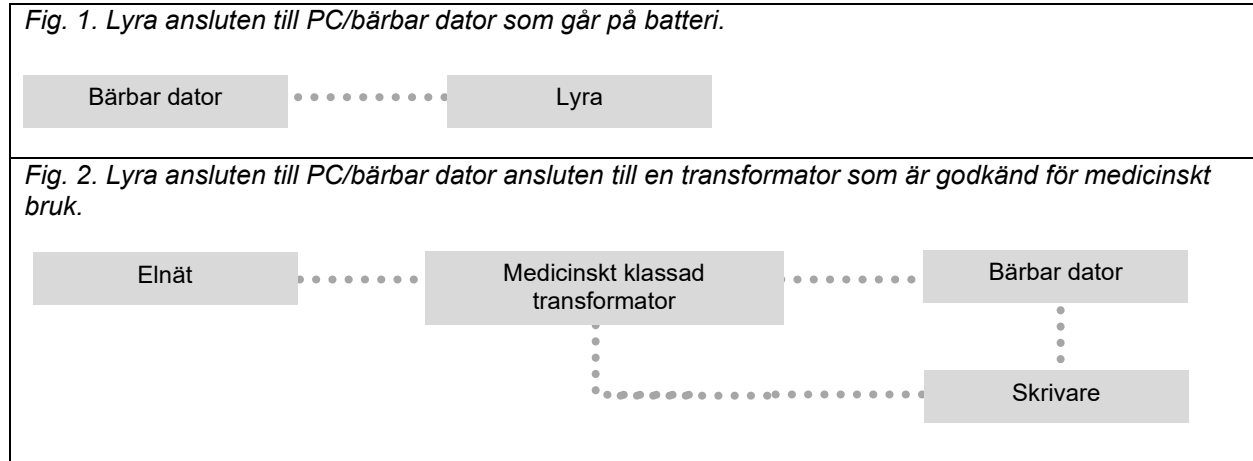 Fig. 1. Lyra ansluten till PC/bärbar dator som går på batteri.
Bärbar dator
Lyra
Fig. 2. Lyra ansluten till PC/bärbar dator ansluten till en transformator som är godkänd för medicinskt
bruk.
Elnät
Medicinskt klassad
transformator
Bärbar dator
Skrivare